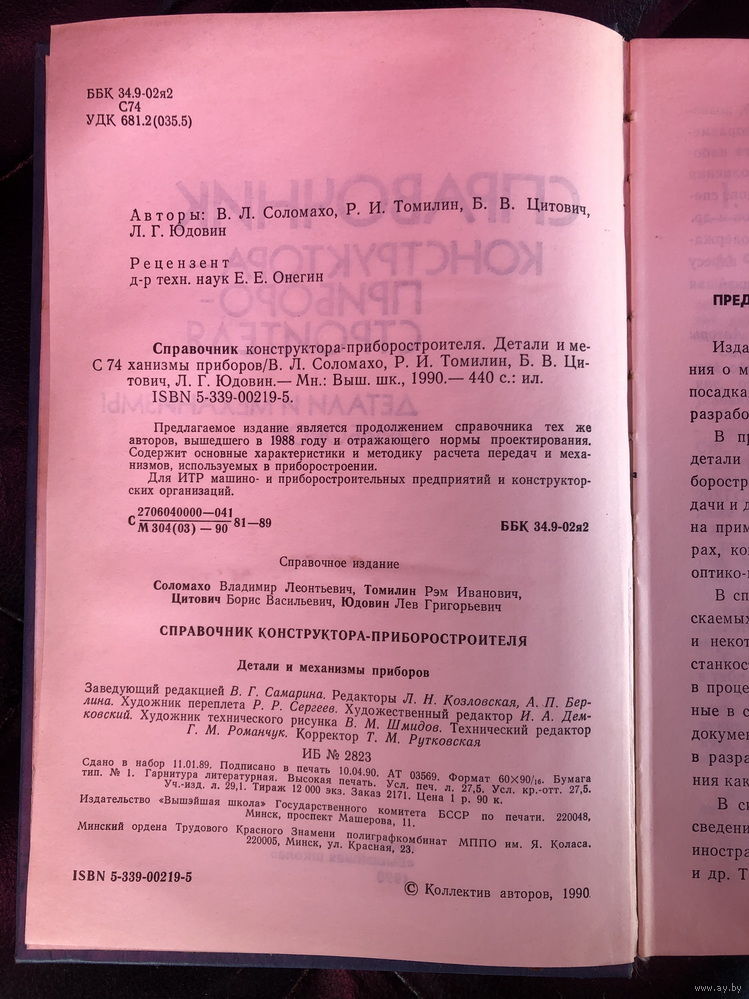 ББК 34.9-02я2
С74
УДК 681.2(035.5)
Авторы: В. Л. Соломахо, Р. И. Томилин, Б. В. Цитович,
Л. Г. Юдовин
Рецензент
д-р техн. наук Е. Е. Онегин
Справочник конструктора-приборостроителя. Детали и ме-
С 74 ханизмы приборов/В. Л. Соломахо, Р. И. Томилин, Б. В. Ци-
тович, Л. Г. Юдовин.— Мн.: Выш. шк., 1990.— 440 с.: ил.
ISBN 5-339-00219-5.
Предлагаемое издание является продолжением справочника тех же
авторов, вышедшего в 1988 году и отражающего нормы проектирования.
Содержит основные характеристики и методику расчета передач и меха-
низмов, используемых в приборостроении.
Для ИТР машино- и приборостроительных предприятий и конструктор-
ских организаций.
С 2706040000—041
М 304(03) — 90 81—89
ББК 34.9-02я2
Справочное издание
Соломахо Владимир Леонтьевич, Томилин Рэм Иванович,
Цитович Борис Васильевич, Юдовин Лев Григорьевич
СПРАВОЧНИК КОНСТРУКТОРА-ПРИБОРОСТРОИТЕЛЯ
Детали и механизмы приборов
Заведующий редакцией В. Г. Самарина. Редакторы Л. Н. Козловская, А. П. Бер-
лина. Художник переплета Р. Р. Сергеев. Художественный редактор И. А. Дем-
ковский. Художник технического рисунка В. М. Шмидов. Технический редактор
Г. М. Романчук. Корректор Т. М. Рутковская
ИБ № 2823
Сдано в набор 11.01.89. Подписано в печать 10.04.90. АТ 03569. Формат 60×90/16. Бумага
тип. № 1. Гарнитура литературная. Высокая печать. Усл. печ. л. 27,5. Усл. кр.-отт. 27,5.
Уч.-изд. л. 29,1. Тираж 12 000 экз. Заказ 2171. Цена 1 р. 90 к.
Издательство «Вышэйшая школа» Государственного комитета БССР по печати. 220048,
Минск, проспект Машерова, 11.
Минский ордена Трудового Красного Знамени полиграфкомбинат МППО им. Я. Коласа.
220005, Минск, ул. Красная, 23.
ISBN 5-339-00219-5
© Коллектив авторов, 1990
ПРЕД
Изда
ния о м
посадка
разрабо
В пр
детали
боростр
дачи и д
на прим
рах, ко
оптико-
В сп
скаемых
и некот
станкос
в проце
ные в с
докумен
в разра
ния как
В с
сведени
иностра
и др. Т
www.ay.by